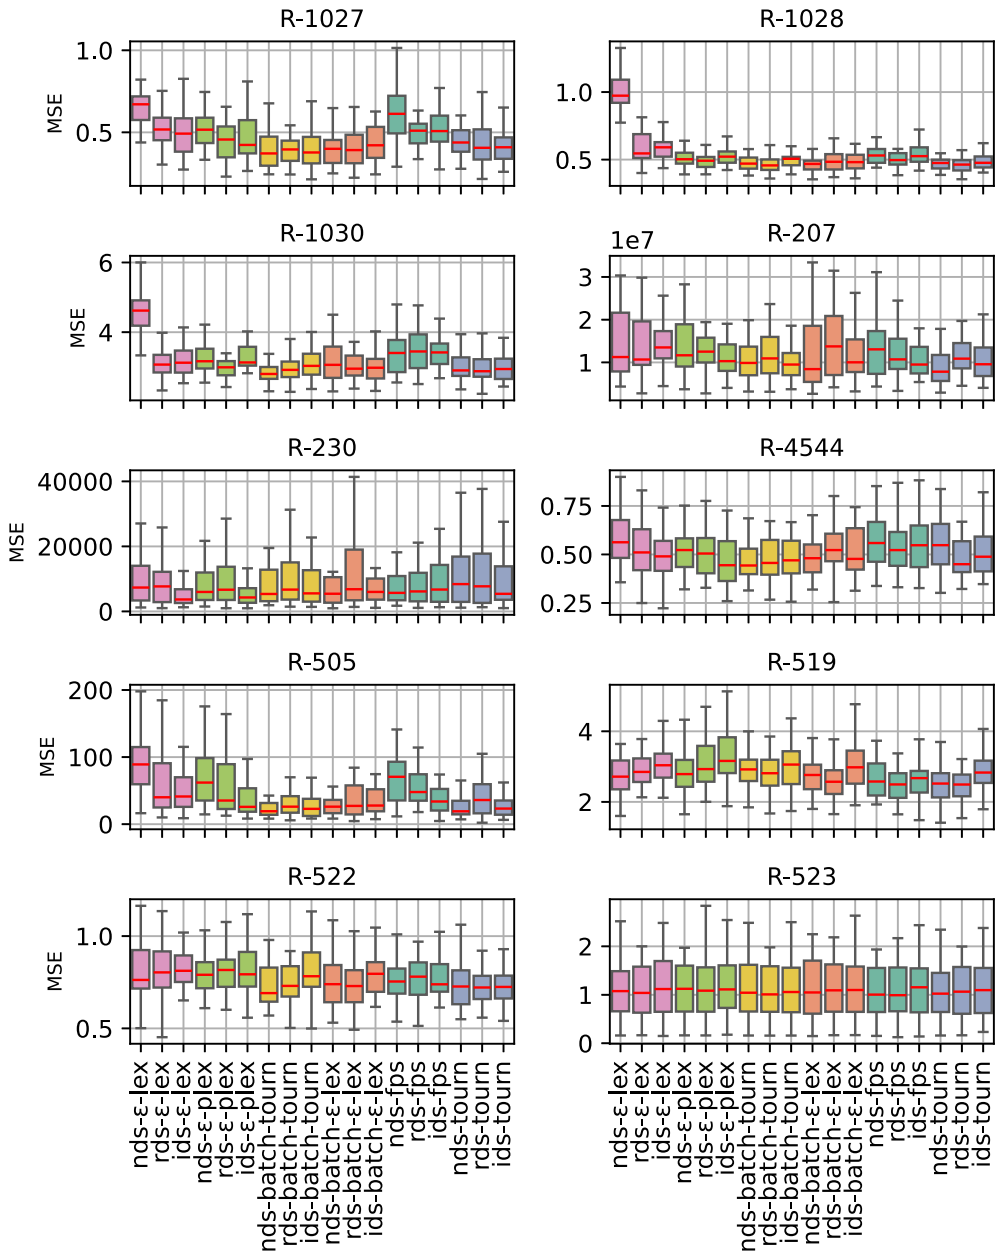 R-1027
R-1028
MSE
1.0
0.5
1.0
0.5
R-1030
R-207
MSE
6
4
1e7
3
2
1
R-230
R-4544
MSE
40000
20000
0
0.75
0.50
0.25
R-505
R-519
MSE
200
100
0
4
2
R-522
R-523
MSE
1.0
0.5
2
1
0
nds-ε-lex
rds-ε-lex
ids-ε-lex
nds-ε-plex
rds-ε-plex
ids-ε-plex
nds-batch-tourn
rds-batch-tourn
ids-batch-tourn
nds-batch-ε-lex
rds-batch-ε-lex
ids-batch-ε-lex
nds-fps
rds-fps
ids-fps
nds-tourn
rds-tourn
ids-tourn
nds-ε-lex
rds-ε-lex
ids-ε-lex
nds-ε-plex
rds-ε-plex
ids-ε-plex
nds-batch-tourn
rds-batch-tourn
ids-batch-tourn
nds-batch-ε-lex
rds-batch-ε-lex
ids-batch-ε-lex
nds-fps
rds-fps
ids-fps
nds-tourn
rds-tourn
ids-tourn